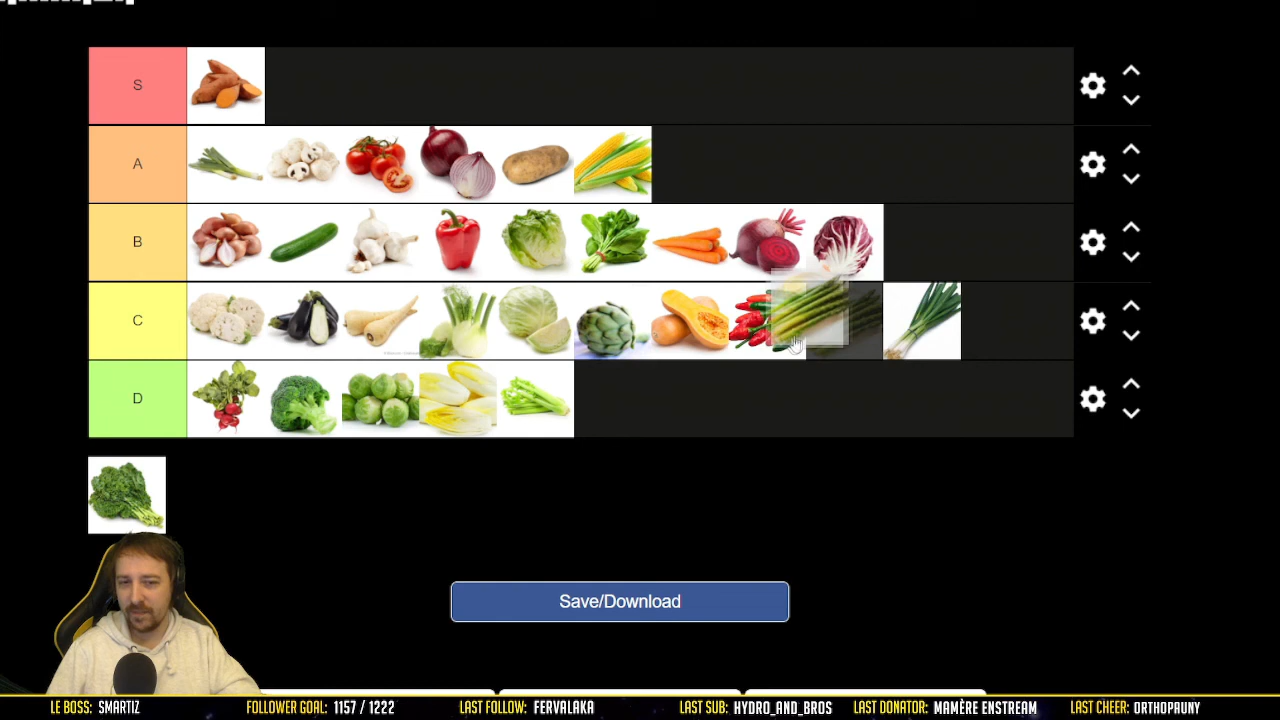 S
A
B
C
D
Save/Download
LE BOSS: SMARTIZ FOLLOWER GOAL: 1157 / 1222 LAST FOLLOW: FERVALAKA LAST SUB: HYDRO_AND_BROS LAST DONATOR: MAMÈRE ENSTREAM LAST CHEER: ORTHOPAUNY